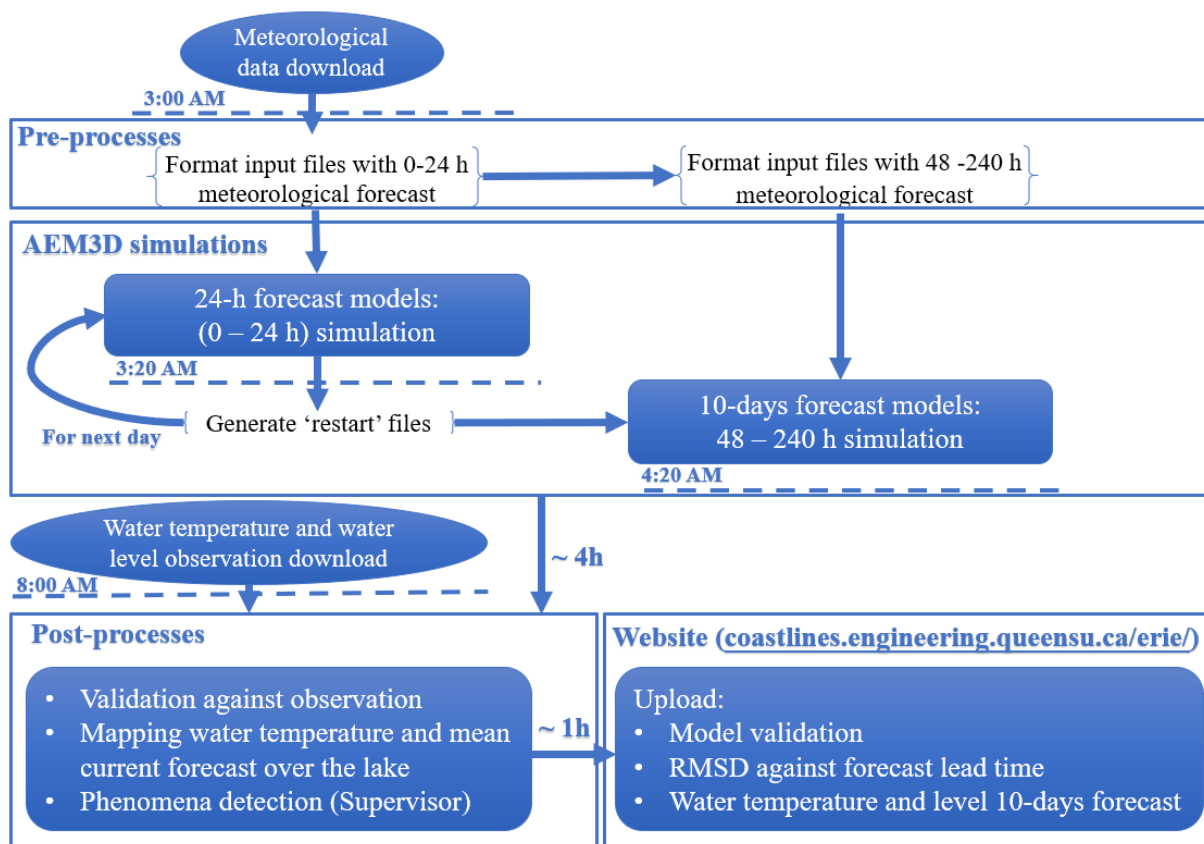 Meteorological
data download
3:00 AM
Pre-processes
Format input files with 0-24 h
meteorological forecast
Format input files with 48 -240 h
meteorological forecast
AEM3D simulations
24-h forecast models:
(0 – 24 h) simulation
3:20 AM
For next day
Generate ‘restart’ files
10-days forecast models:
48 – 240 h simulation
4:20 AM
Water temperature and water
level observation download
~ 4h
8:00 AM
Post-processes
• Validation against observation
• Mapping water temperature and mean
current forecast over the lake
• Phenomena detection (Supervisor)
~ 1h
Website (coastlines.engineering.queensu.ca/erie/)
Upload:
• Model validation
• RMSD against forecast lead time
• Water temperature and level 10-days forecast